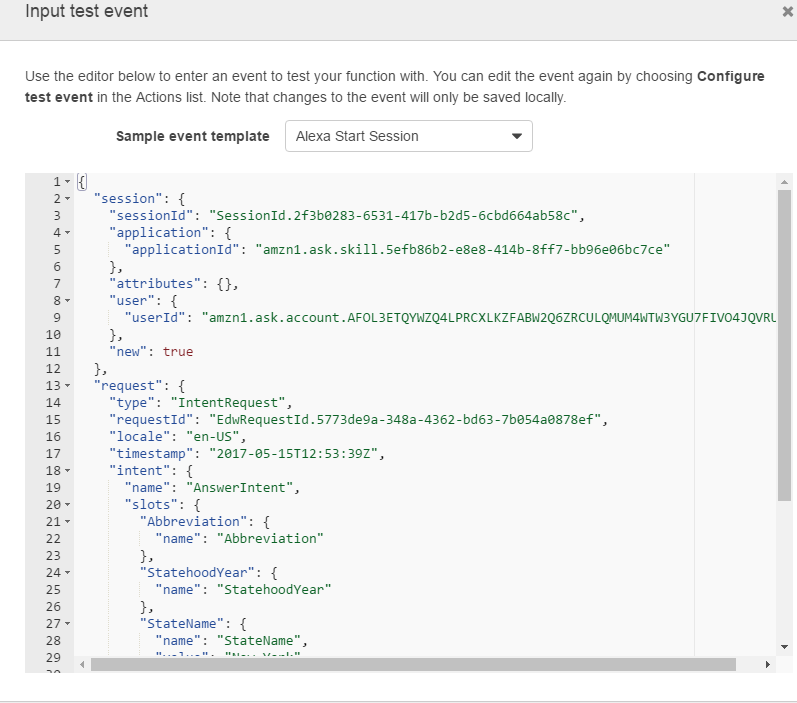 Input test event
Use the editor below to enter an event to test your function with. You can edit the event again by choosing Configure
test event in the Actions list. Note that changes to the event will only be saved locally.
Sample event template Alexa Start Session
1 {
2 "session": {
3 "sessionId": "SessionId.2f3b0283-6531-417b-b2d5-6cbd664ab58c",
4 "application": {
5 "applicationId": "amzn1.ask.skill.5efb86b2-e8e8-414b-8ff7-bb96e06bc7ce"
6 },
7 "attributes": {},
8 "user": {
9 "userId": "amzn1.ask.account.AFOL3ETQYWZQ4LPRCXLKZFABW2Q6ZRCULQMUM4WTW3YGU7FIVO4JQVRU
10 },
11 "new": true
12 },
13 "request": {
14 "type": "IntentRequest",
15 "requestId": "EdwRequestId.5773de9a-348a-4362-bd63-7b054a0878ef",
16 "locale": "en-US",
17 "timestamp": "2017-05-15T12:53:39Z",
18 "intent": {
19 "name": "AnswerIntent",
20 "slots": {
21 "Abbreviation": {
22 "name": "Abbreviation"
23 },
24 "StatehoodYear": {
25 "name": "StatehoodYear"
26 },
27 "StateName": {
28 "name": "StateName",
29 "value": "New York"